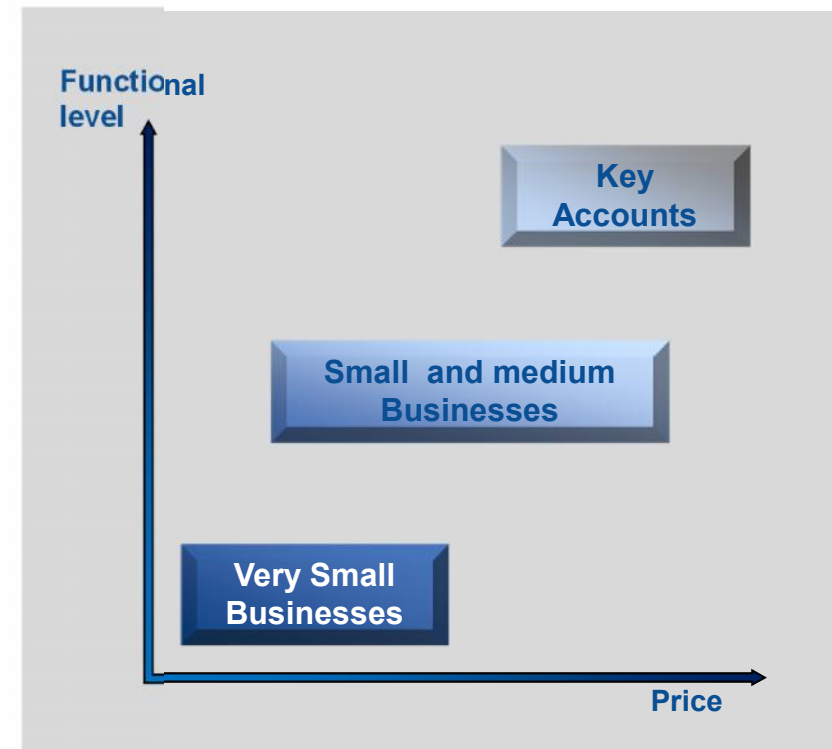 Functional
level
Key
Accounts
Small and medium
Businesses
Very Small
Businesses
Price